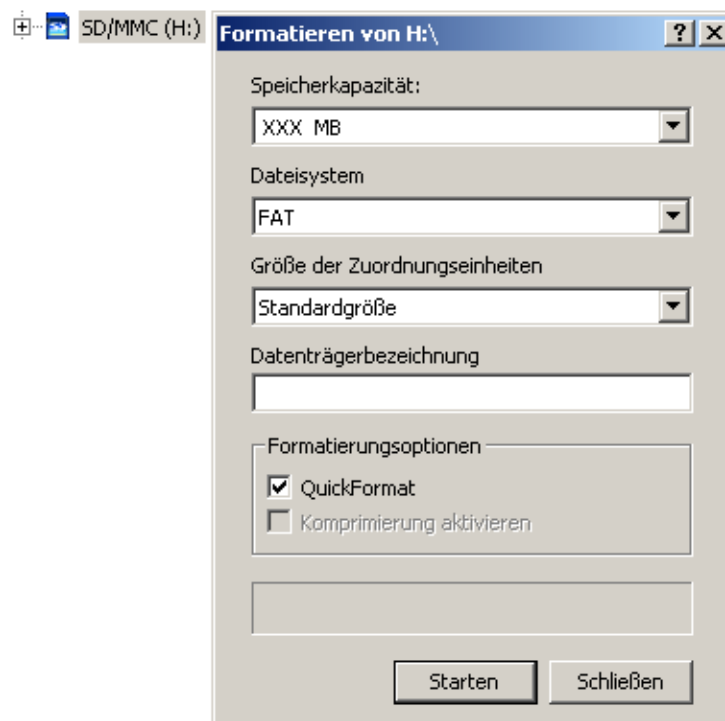 SD/MMC (H:)
Formatieren von H:\
Speicherkapazität:
XXX MB
Dateisystem
FAT
Größe der Zuordnungseinheiten
Standardgröße
Datenträgerbezeichnung
Formatierungsoptionen
QuickFormat
Komprimierung aktivieren
Starten Schließen